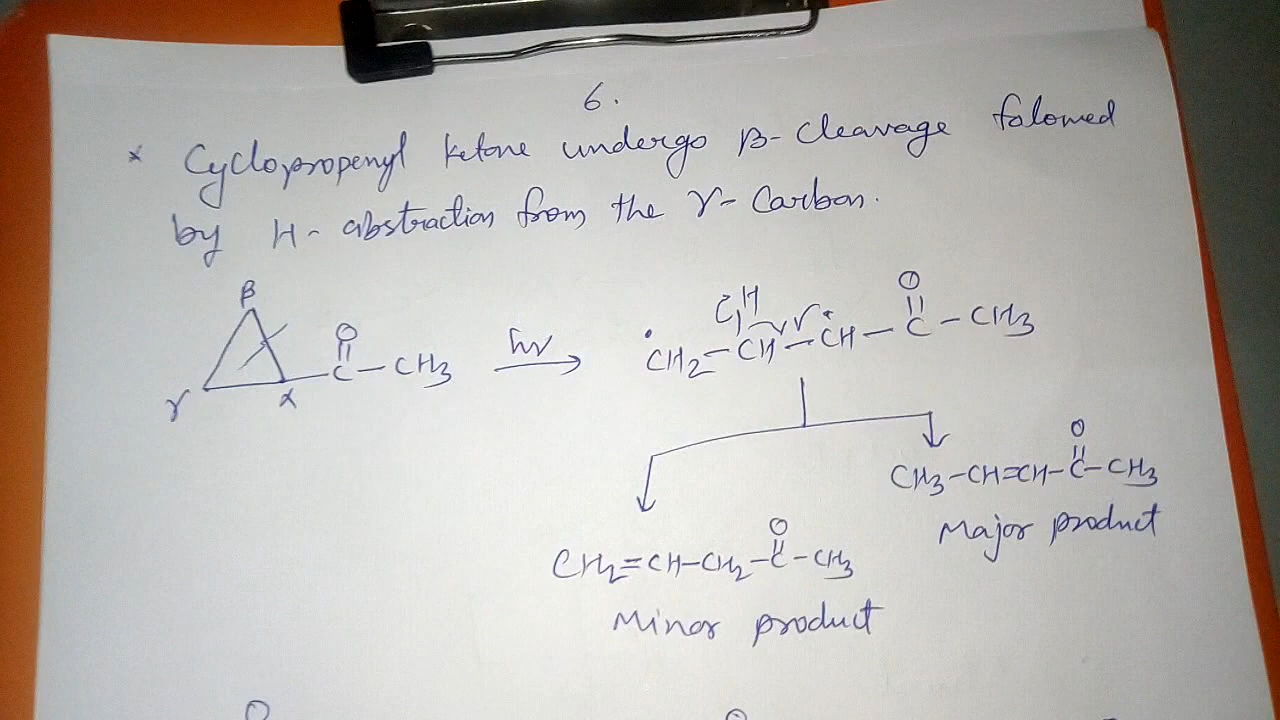 6.
* Cyclopropenyl ketone undergo β-cleavage folowed
by H-abstraction from the γ-Carbon.
β
O
γ α C-CH3
hν
H
O
•CH2-CH-•CH-C-CH3
O
CH3-CH=CH-C-CH3
Major product
O
CH2=CH-CH2-C-CH3
Minor product